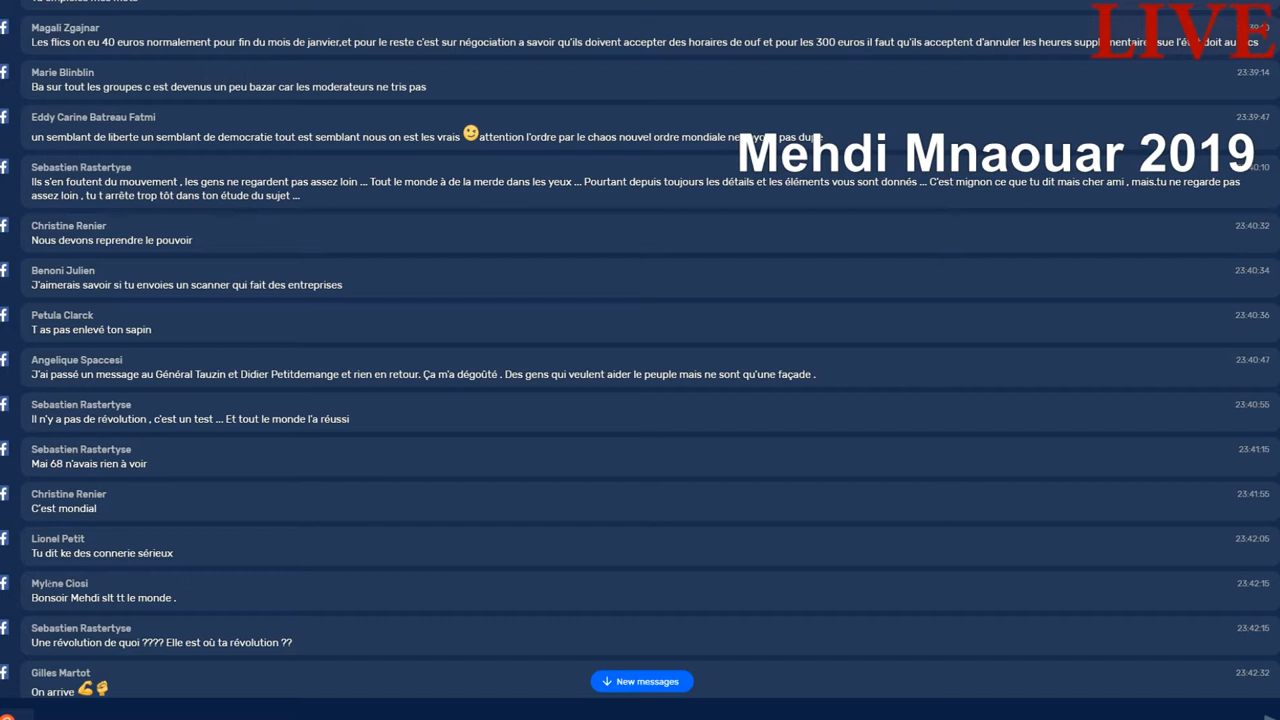 LIVE
Magali Zgajnar
Les flics on eu 40 euros normalement pour fin du mois de janvier,et pour le reste c'est sur négociation a savoir qu'ils doivent accepter des horaires de ouf et pour les 300 euros il faut qu'ils acceptent d'annuler les heures
Marie Blinblin 23:39:14
Ba sur tout les groupes c est devenus un peu bazar car les moderateurs ne tris pas
Eddy Carine Batreau Fatmi 23:39:47
un semblant de liberte un semblant de democratie tout est semblant nous on est les vrais 🙂attention l'ordre par le chaos nouvel ordre mondiale
Mehdi Mnaouar 2019
Sebastien Rastertyse
Ils s'en foutent du mouvement , les gens ne regardent pas assez loin ... Tout le monde à de la merde dans les yeux ... Pourtant depuis toujours les détails et les éléments vous sont donnés ... C'est mignon ce que tu dit mais cher ami , mais.tu ne regarde pas
assez loin , tu t arrête trop tôt dans ton étude du sujet ...
Christine Renier 23:40:32
Nous devons reprendre le pouvoir
Benoni Julien 23:40:34
J'aimerais savoir si tu envoies un scanner qui fait des entreprises
Petula Clarck 23:40:36
T as pas enlevé ton sapin
Angelique Spaccesi 23:40:47
J'ai passé un message au Général Tauzin et Didier Petitdemange et rien en retour. Ça m'a dégoûté . Des gens qui veulent aider le peuple mais ne sont qu'une façade .
Sebastien Rastertyse 23:40:55
Il n'y a pas de révolution , c'est un test ... Et tout le monde l'a réussi
Sebastien Rastertyse 23:41:15
Mai 68 n'avais rien à voir
Christine Renier 23:41:55
C'est mondial
Lionel Petit 23:42:05
Tu dit ke des connerie sérieux
Mylène Ciosi 23:42:15
Bonsoir Mehdi slt tt le monde .
Sebastien Rastertyse 23:42:15
Une révolution de quoi ???? Elle est où ta révolution ??
Gilles Martot 23:42:32
On arrive 💪✊
New messages